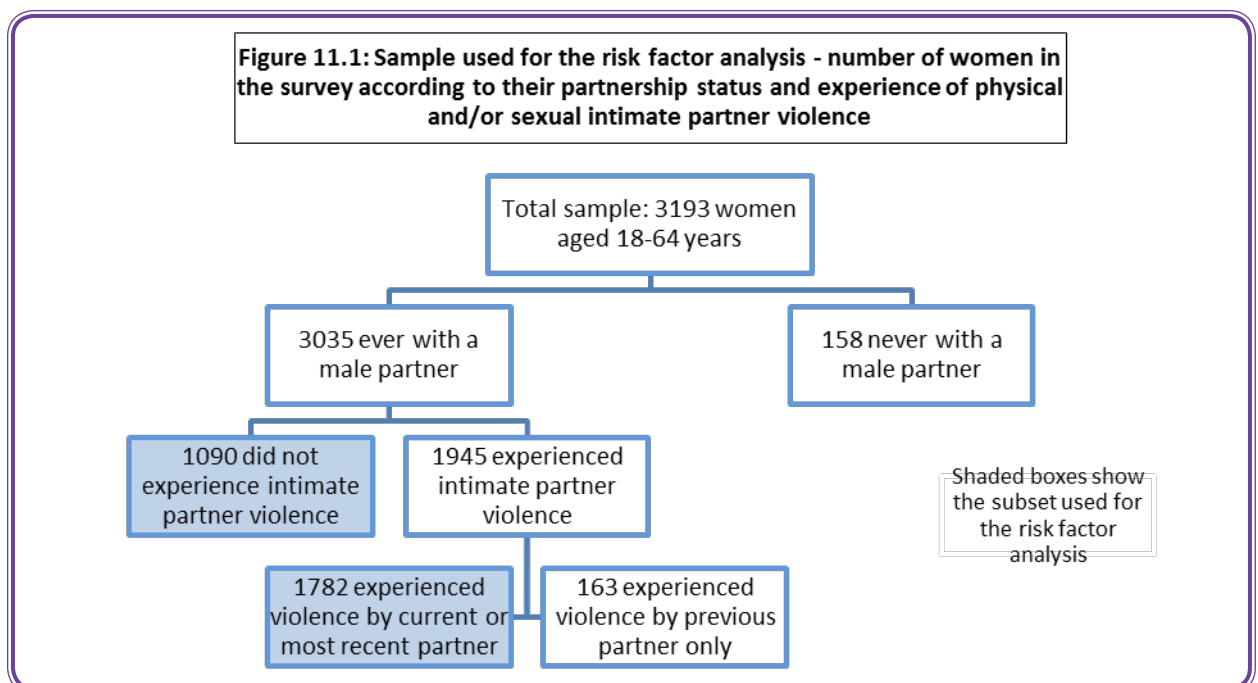 Figure 11.1: Sample used for the risk factor analysis - number of women in
the survey according to their partnership status and experience of physical
and/or sexual intimate partner violence
Total sample: 3193 women
aged 18-64 years
3035 ever with a
male partner
158 never with a
male partner
1090 did not
experience intimate
partner violence
1945 experienced
intimate partner
violence
Shaded boxes show
the subset used for
the risk factor
analysis
1782 experienced
violence by current or
most recent partner
163 experienced
violence by previous
partner only